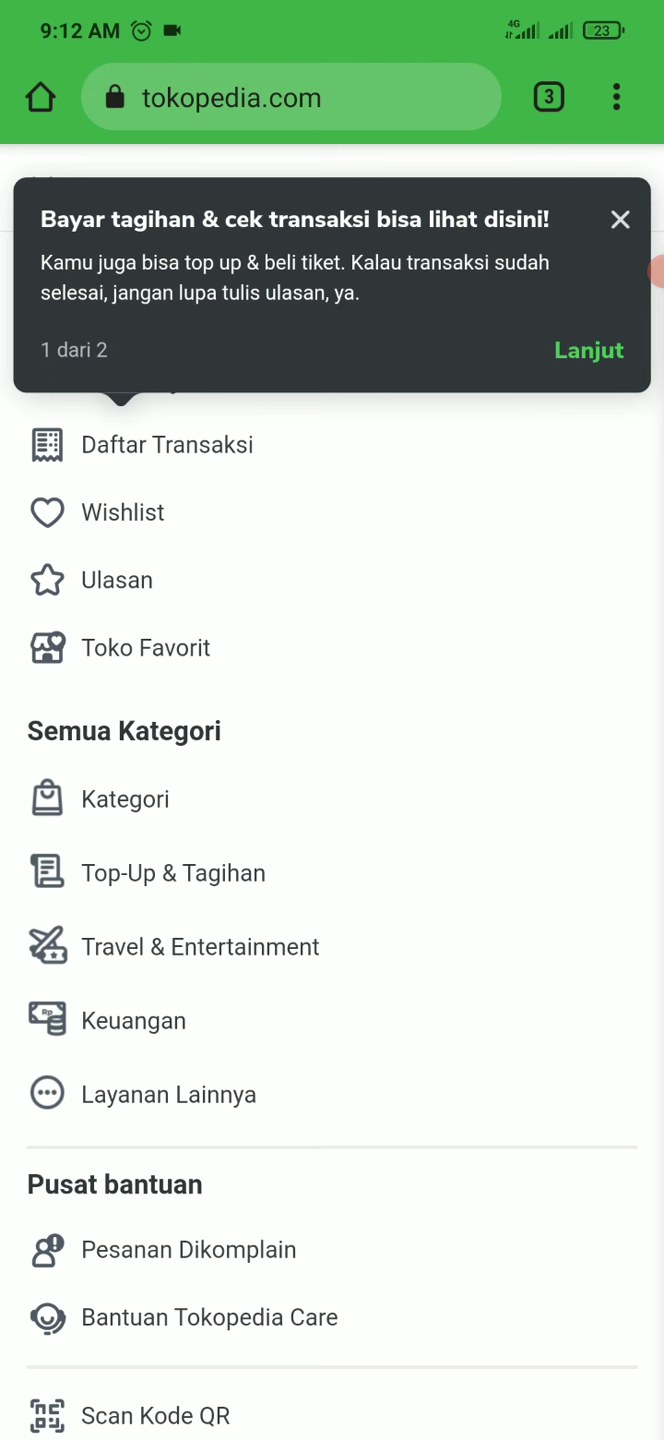 9:12 AM
4G
23
tokopedia.com
3
Bayar tagihan & cek transaksi bisa lihat disini!
Kamu juga bisa top up & beli tiket. Kalau transaksi sudah
selesai, jangan lupa tulis ulasan, ya.
1 dari 2
Lanjut
Daftar Transaksi
Wishlist
Ulasan
Toko Favorit
Semua Kategori
Kategori
Top-Up & Tagihan
Travel & Entertainment
Rp
Keuangan
Layanan Lainnya
Pusat bantuan
Pesanan Dikomplain
Bantuan Tokopedia Care
Scan Kode QR